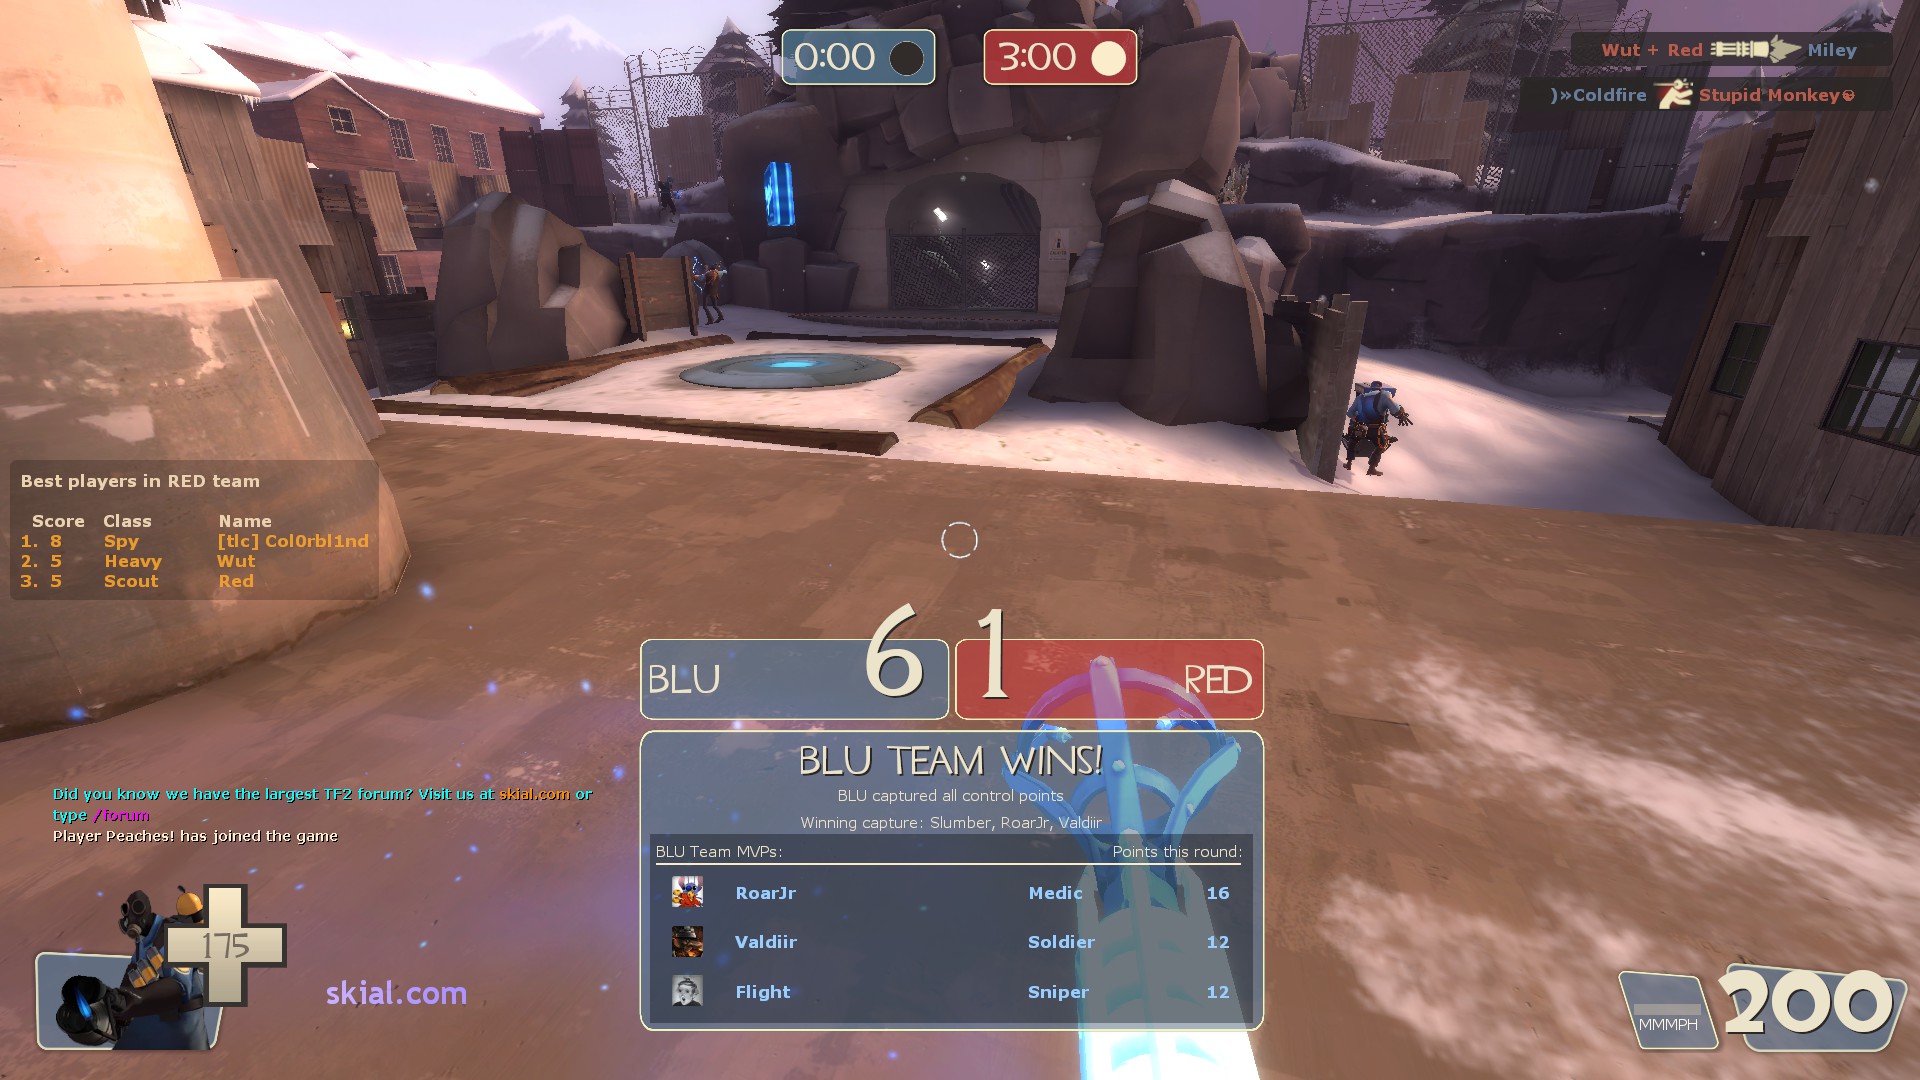 0:00
3:00
Wut + Red Miley
)»Coldfire Stupid Monkey
Best players in RED team
Score Class Name
1. 8 Spy [tlc] Col0rbl1nd
2. 5 Heavy Wut
3. 5 Scout Red
BLU 6 1 RED
BLU TEAM WINS!
BLU captured all control points
Winning capture: Slumber, RoarJr, Valdiir
BLU Team MVPs: Points this round:
RoarJr Medic 16
Valdiir Soldier 12
Flight Sniper 12
Did you know we have the largest TF2 forum? Visit us at skial.com or
type /forum
Player Peaches! has joined the game
175
skial.com
MMMPH
200